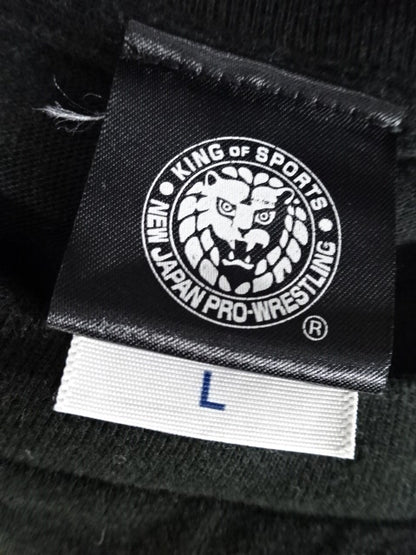 KING OF SPORTS
NEW JAPAN PRO-WRESTLING
®
L